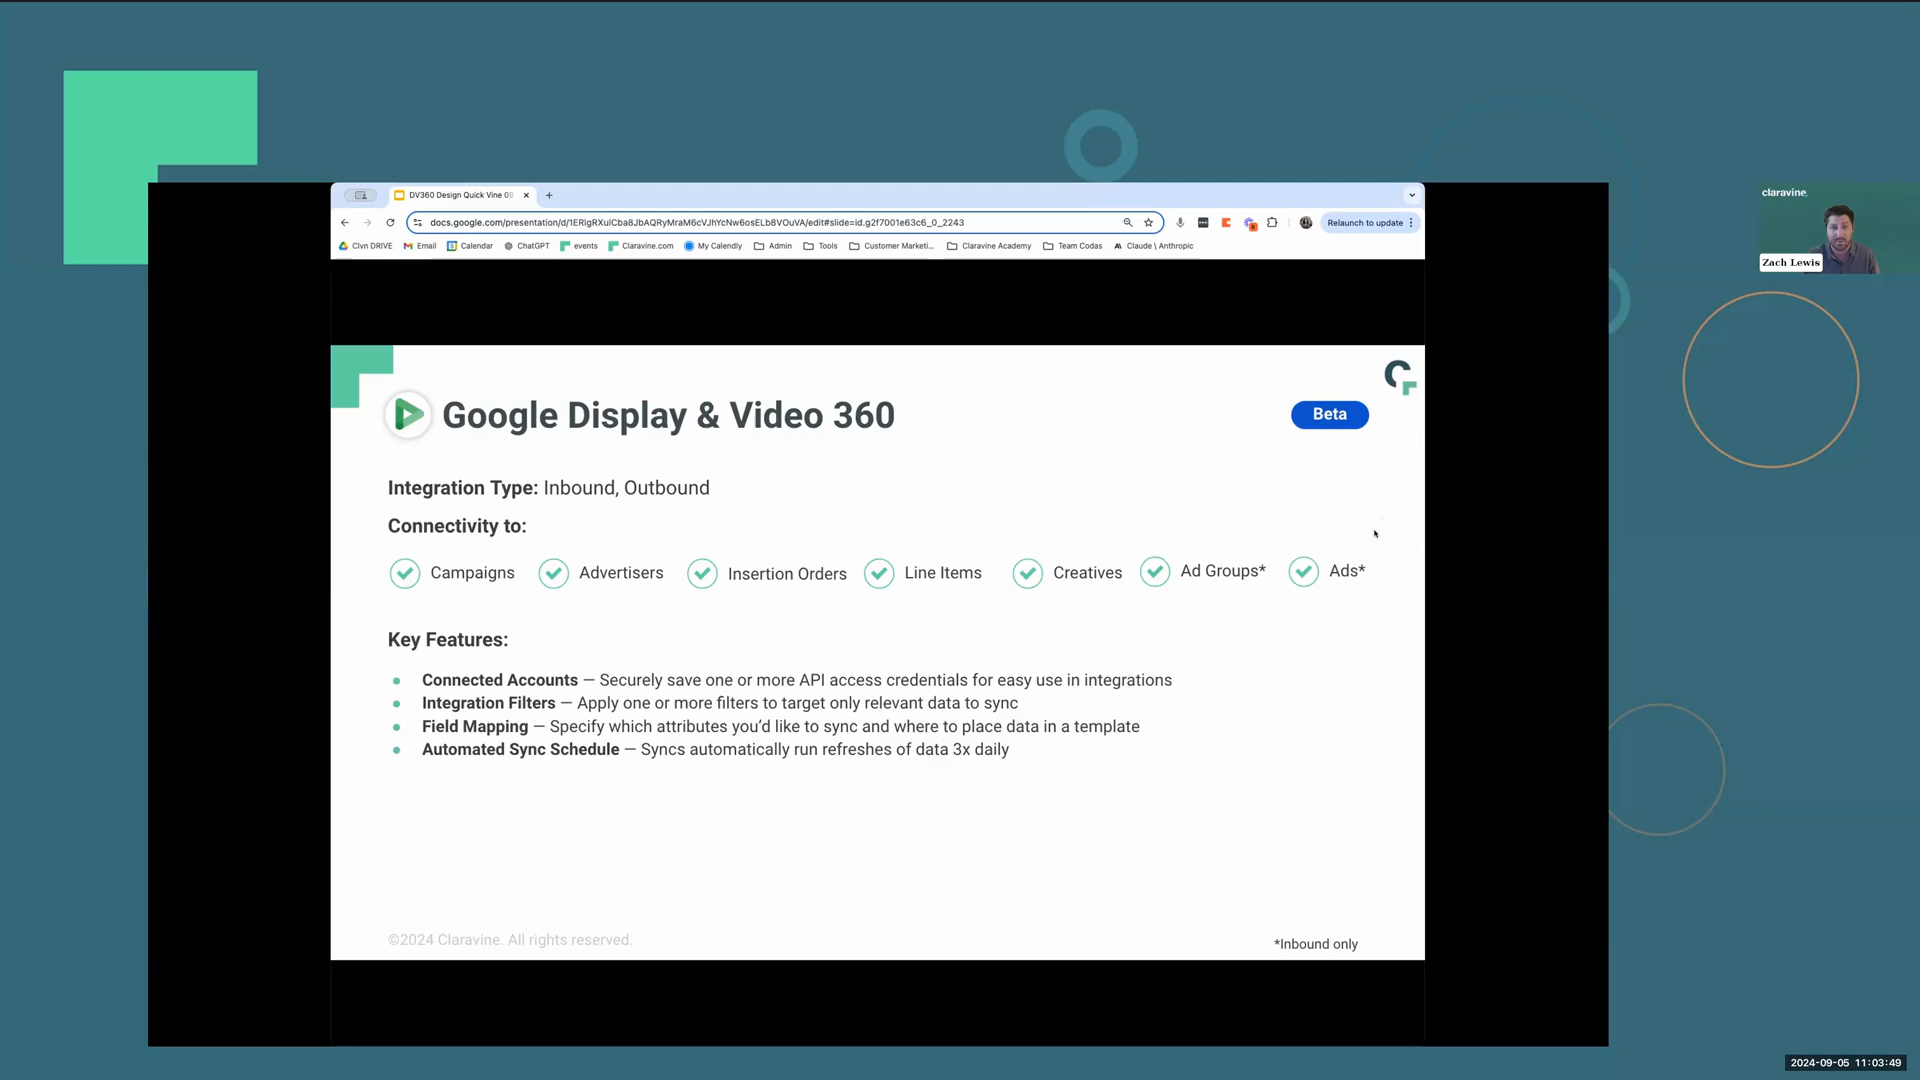 DV360 Design Quick Vine 09
docs.google.com/presentation/d/1ERlgRXulCba8JbAQRyMraM6cVJhYcNw6osELb8VOuVA/edit#slide=id.g2f7001e63c6_0_2243
Relaunch to update
Clvn DRIVE
Email
Calendar
ChatGPT
events
Claravine.com
My Calendly
Admin
Tools
Customer Marketi...
Claravine Academy
Team Codas
Claude \ Anthropic
claravine
Zach Lewis
Google Display & Video 360
Beta
Integration Type: Inbound, Outbound
Connectivity to:
Campaigns
Advertisers
Insertion Orders
Line Items
Creatives
Ad Groups*
Ads*
Key Features:
Connected Accounts — Securely save one or more API access credentials for easy use in integrations
Integration Filters — Apply one or more filters to target only relevant data to sync
Field Mapping — Specify which attributes you’d like to sync and where to place data in a template
Automated Sync Schedule — Syncs automatically run refreshes of data 3x daily
©2024 Claravine. All rights reserved.
*Inbound only
2024-09-05 11:03:49